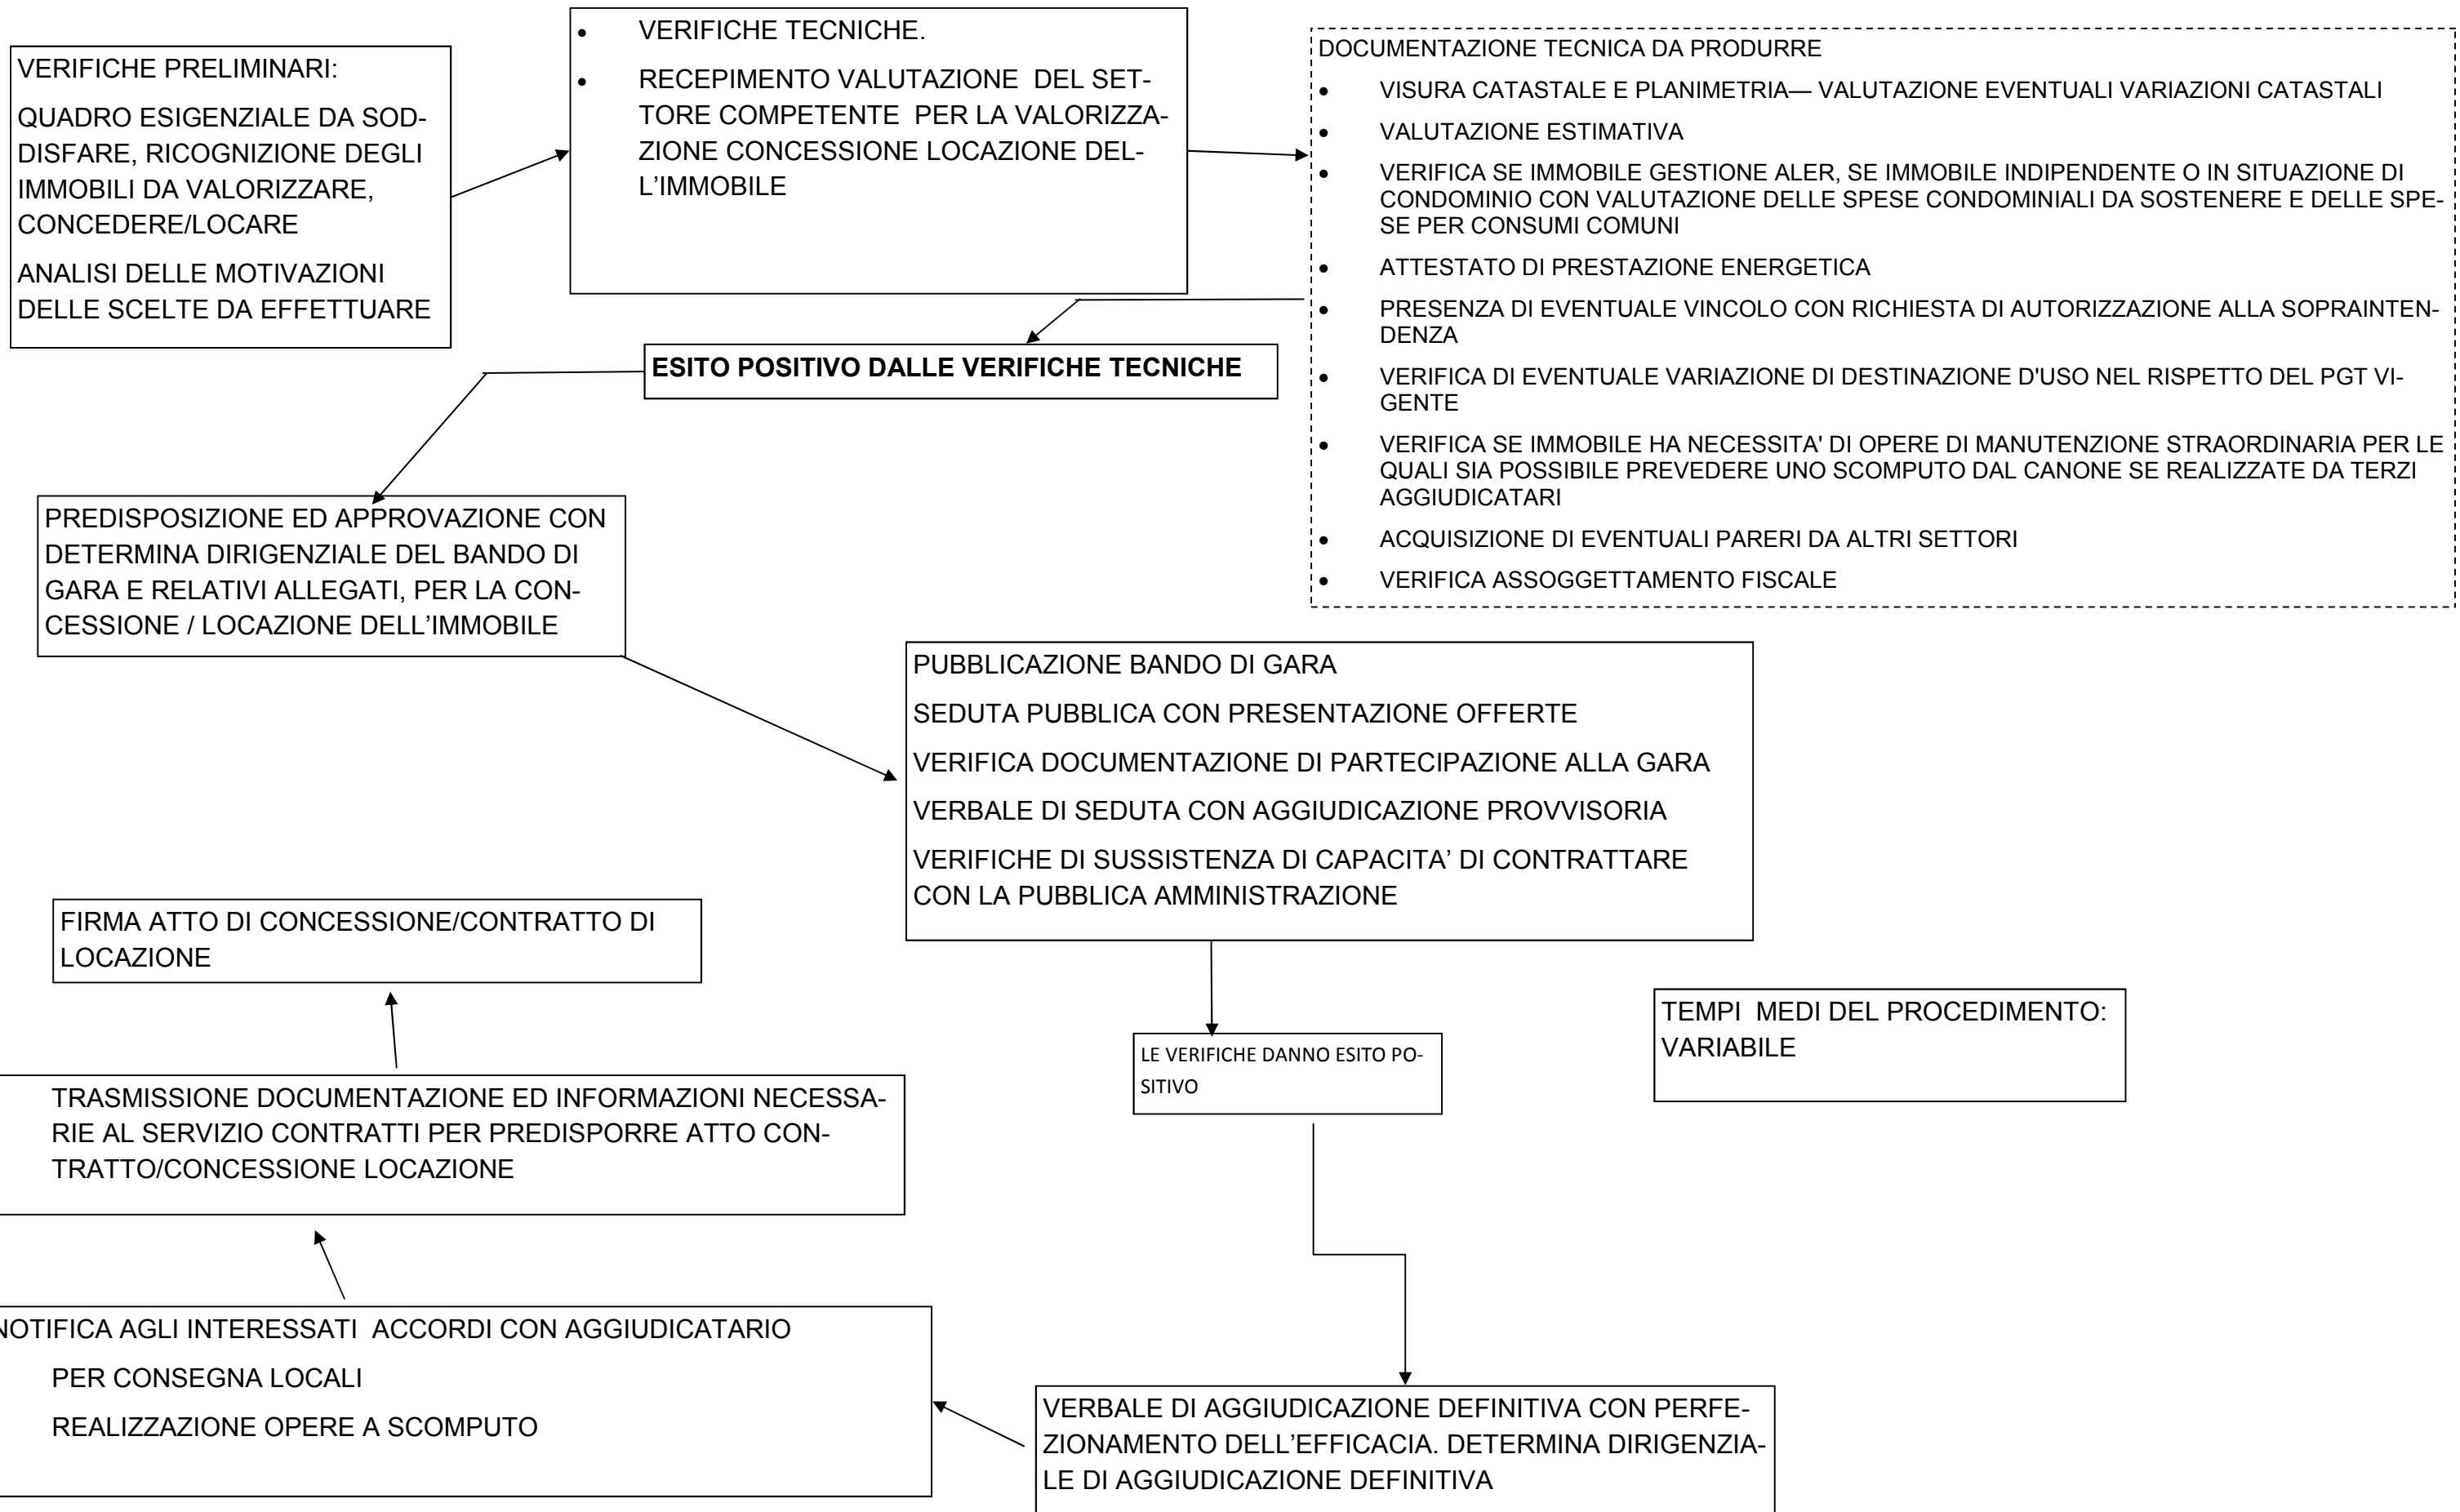 VERIFICHE PRELIMINARI:
QUADRO ESIGENZIALE DA SOD-
DISFARE, RICOGNIZIONE DEGLI
IMMOBILI DA VALORIZZARE,
CONCEDERE/LOCARE
ANALISI DELLE MOTIVAZIONI
DELLE SCELTE DA EFFETTUARE
• VERIFICHE TECNICHE.
• RECEPIMENTO VALUTAZIONE DEL SET-
TORE COMPETENTE PER LA VALORIZZA-
ZIONE CONCESSIONE LOCAZIONE DEL-
L’IMMOBILE
DOCUMENTAZIONE TECNICA DA PRODURRE
• VISURA CATASTALE E PLANIMETRIA— VALUTAZIONE EVENTUALI VARIAZIONI CATASTALI
• VALUTAZIONE ESTIMATIVA
• VERIFICA SE IMMOBILE GESTIONE ALER, SE IMMOBILE INDIPENDENTE O IN SITUAZIONE DI
CONDOMINIO CON VALUTAZIONE DELLE SPESE CONDOMINIALI DA SOSTENERE E DELLE SPE-
SE PER CONSUMI COMUNI
• ATTESTATO DI PRESTAZIONE ENERGETICA
• PRESENZA DI EVENTUALE VINCOLO CON RICHIESTA DI AUTORIZZAZIONE ALLA SOPRAINTEN-
DENZA
• VERIFICA DI EVENTUALE VARIAZIONE DI DESTINAZIONE D'USO NEL RISPETTO DEL PGT VI-
GENTE
• VERIFICA SE IMMOBILE HA NECESSITA' DI OPERE DI MANUTENZIONE STRAORDINARIA PER LE
QUALI SIA POSSIBILE PREVEDERE UNO SCOMPUTO DAL CANONE SE REALIZZATE DA TERZI
AGGIUDICATARI
• ACQUISIZIONE DI EVENTUALI PARERI DA ALTRI SETTORI
• VERIFICA ASSOGGETTAMENTO FISCALE
ESITO POSITIVO DALLE VERIFICHE TECNICHE
PREDISPOSIZIONE ED APPROVAZIONE CON
DETERMINA DIRIGENZIALE DEL BANDO DI
GARA E RELATIVI ALLEGATI, PER LA CON-
CESSIONE / LOCAZIONE DELL’IMMOBILE
PUBBLICAZIONE BANDO DI GARA
SEDUTA PUBBLICA CON PRESENTAZIONE OFFERTE
VERIFICA DOCUMENTAZIONE DI PARTECIPAZIONE ALLA GARA
VERBALE DI SEDUTA CON AGGIUDICAZIONE PROVVISORIA
VERIFICHE DI SUSSISTENZA DI CAPACITA’ DI CONTRATTARE
CON LA PUBBLICA AMMINISTRAZIONE
LE VERIFICHE DANNO ESITO PO-
SITIVO
TEMPI MEDI DEL PROCEDIMENTO:
VARIABILE
VERBALE DI AGGIUDICAZIONE DEFINITIVA CON PERFE-
ZIONAMENTO DELL’EFFICACIA. DETERMINA DIRIGENZIA-
LE DI AGGIUDICAZIONE DEFINITIVA
NOTIFICA AGLI INTERESSATI ACCORDI CON AGGIUDICATARIO
PER CONSEGNA LOCALI
REALIZZAZIONE OPERE A SCOMPUTO
TRASMISSIONE DOCUMENTAZIONE ED INFORMAZIONI NECESSA-
RIE AL SERVIZIO CONTRATTI PER PREDISPORRE ATTO CON-
TRATTO/CONCESSIONE LOCAZIONE
FIRMA ATTO DI CONCESSIONE/CONTRATTO DI
LOCAZIONE